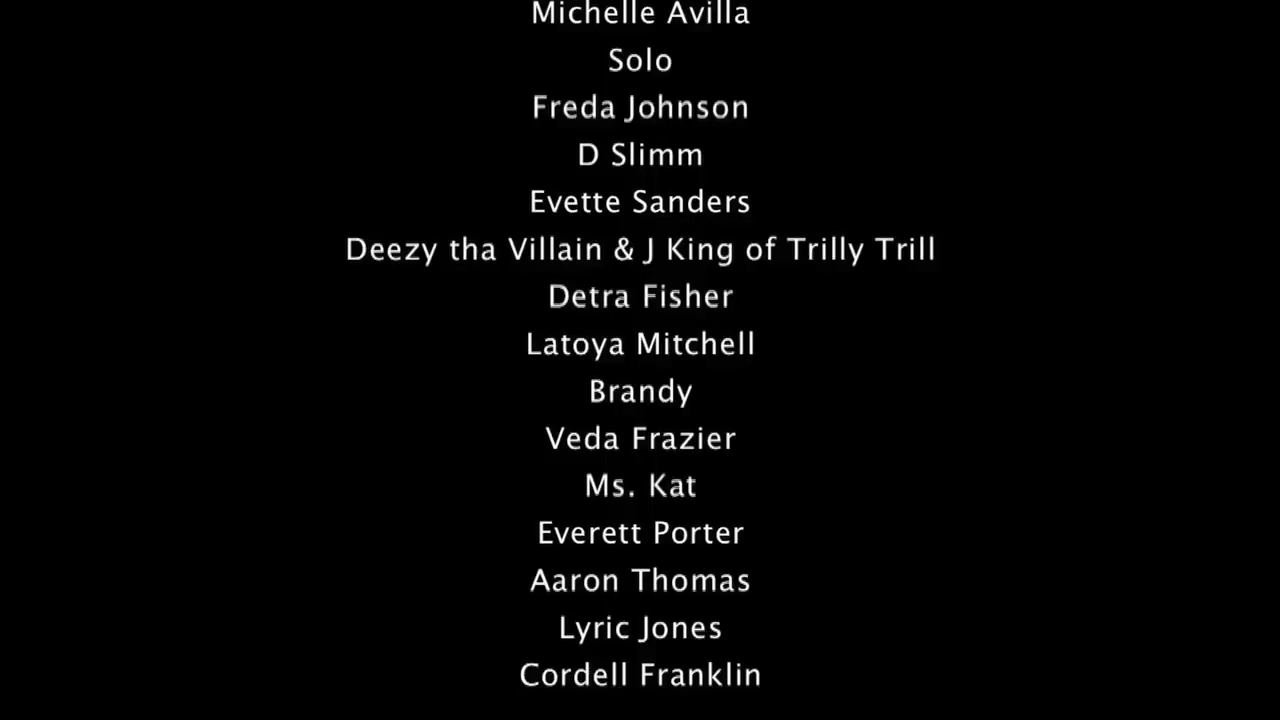 Michelle Avilla
Solo
Freda Johnson
D Slimm
Evette Sanders
Deezy tha Villain & J King of Trilly Trill
Detra Fisher
Latoya Mitchell
Brandy
Veda Frazier
Ms. Kat
Everett Porter
Aaron Thomas
Lyric Jones
Cordell Franklin